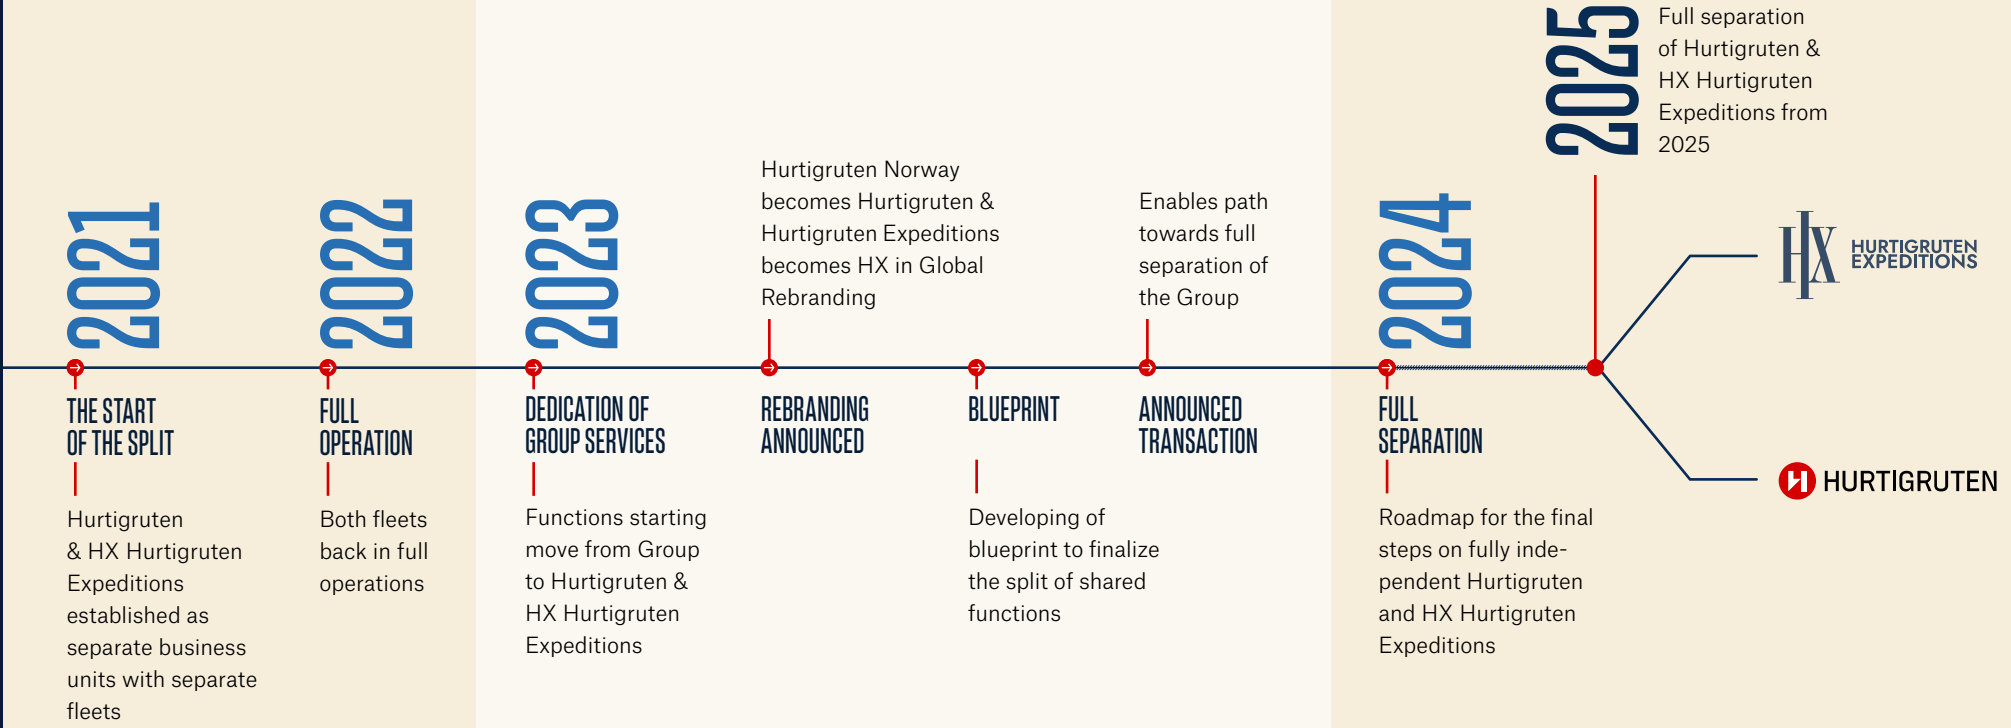 2021
THE START
OF THE SPLIT
Hurtigruten
& HX Hurtigruten
Expeditions
established as
separate business
units with separate
fleets
2022
FULL
OPERATION
Both fleets
back in full
operations
2023
DEDICATION OF
GROUP SERVICES
Functions starting
move from Group
to Hurtigruten &
HX Hurtigruten
Expeditions
Hurtigruten Norway
becomes Hurtigruten &
Hurtigruten Expeditions
becomes HX in Global
Rebranding
REBRANDING
ANNOUNCED
BLUEPRINT
Developing of
blueprint to finalize
the split of shared
functions
Enables path
towards full
separation of
the Group
ANNOUNCED
TRANSACTION
2024
FULL
SEPARATION
Roadmap for the final
steps on fully inde-
pendent Hurtigruten
and HX Hurtigruten
Expeditions
2025
Full separation
of Hurtigruten &
HX Hurtigruten
Expeditions from
2025
HX HURTIGRUTEN
EXPEDITIONS
H HURTIGRUTEN